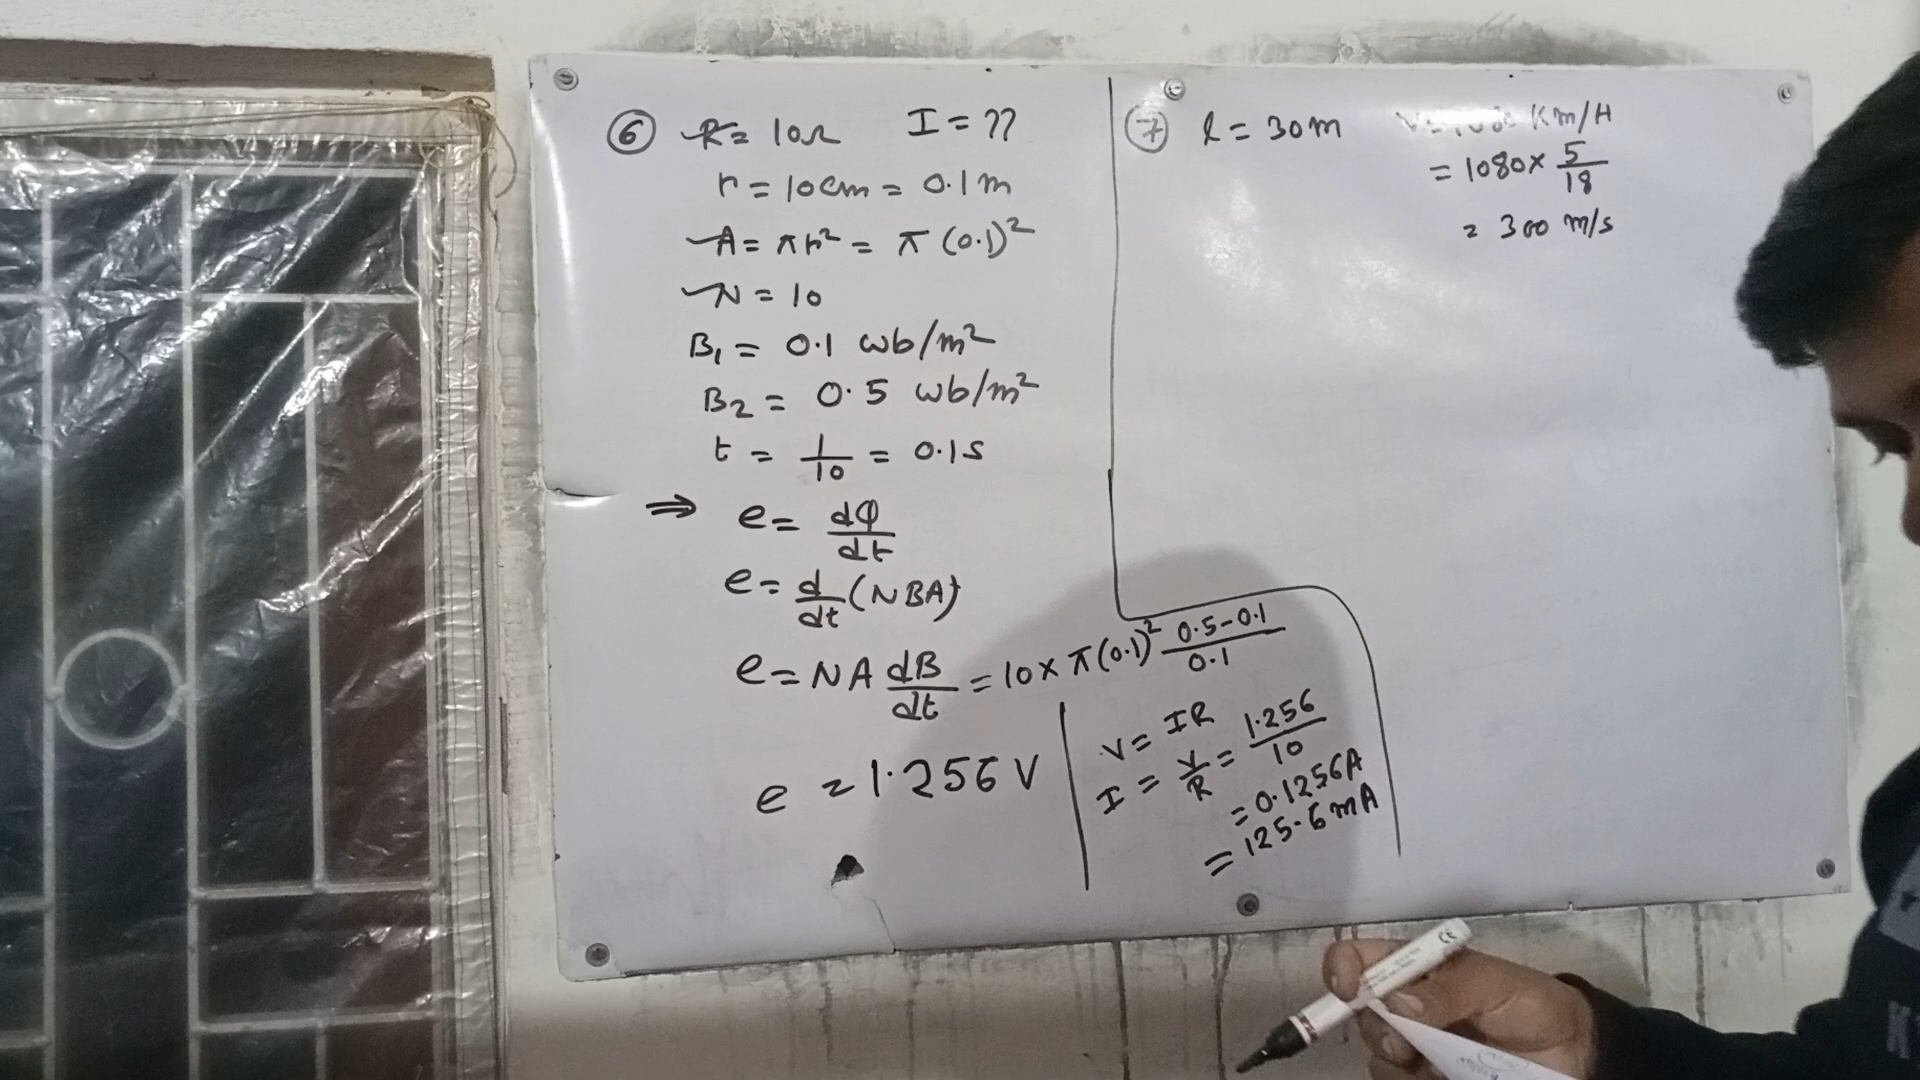 ⑥ R = 10Ω I = ??
r = 10cm = 0.1m
A = πr² = π (0.1)²
N = 10
B₁ = 0.1 wb/m²
B₂ = 0.5 wb/m²
t = 1/10 = 0.1s
⇒ e = dφ/dt
e = d/dt (NBA)
e = NA dB/dt = 10 × π (0.1)² (0.5-0.1)/0.1
e = 1.256 V
V = IR
I = V/R = 1.256/10
= 0.1256A
= 125.6mA
⑦ l = 30m Km/H
= 1080 × 5/18
= 300 m/s
CE